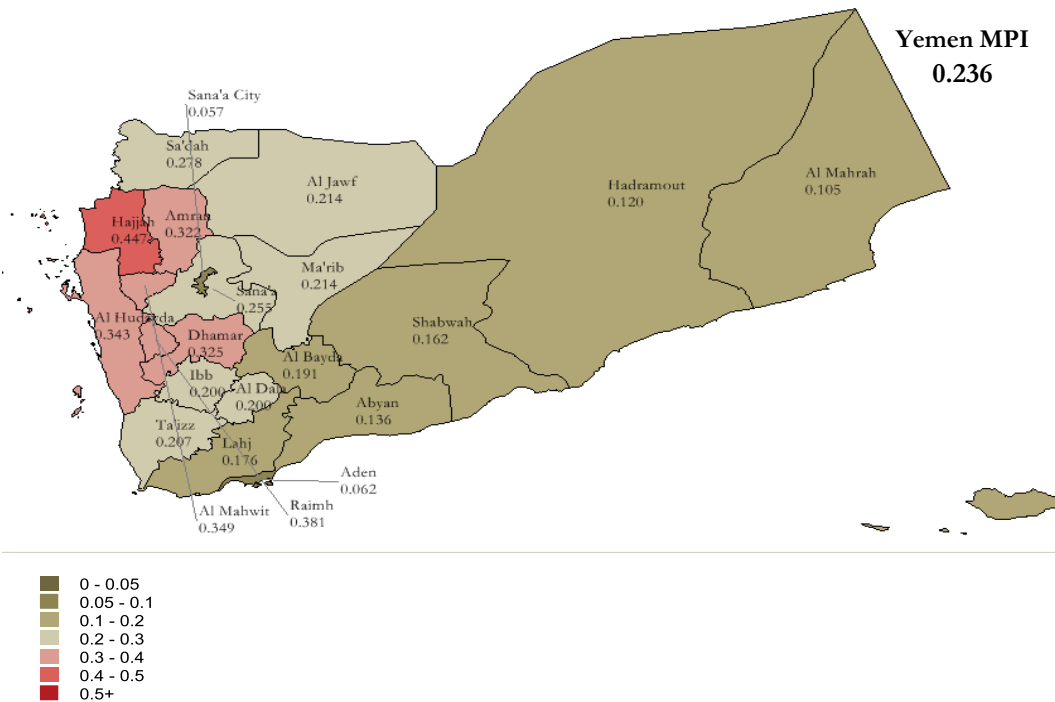 Yemen MPI
0.236
Sana'a City
0.057
Sa'dah
0.278
Al Jawf
0.214
Hadramout
0.120
Al Mahrah
0.105
Hajjah
0.447
Amran
0.322
Ma'rib
0.214
Sana'a
0.255
Al Hudayda
0.343
Dhamar
0.325
Shabwah
0.162
Al Bayda
0.191
Ibb
0.200
Al Dala
0.200
Abyan
0.136
Ta'izz
0.207
Lahj
0.176
Aden
0.062
Al Mahwit
0.349
Raimh
0.381
0 - 0.05
0.05 - 0.1
0.1 - 0.2
0.2 - 0.3
0.3 - 0.4
0.4 - 0.5
0.5+